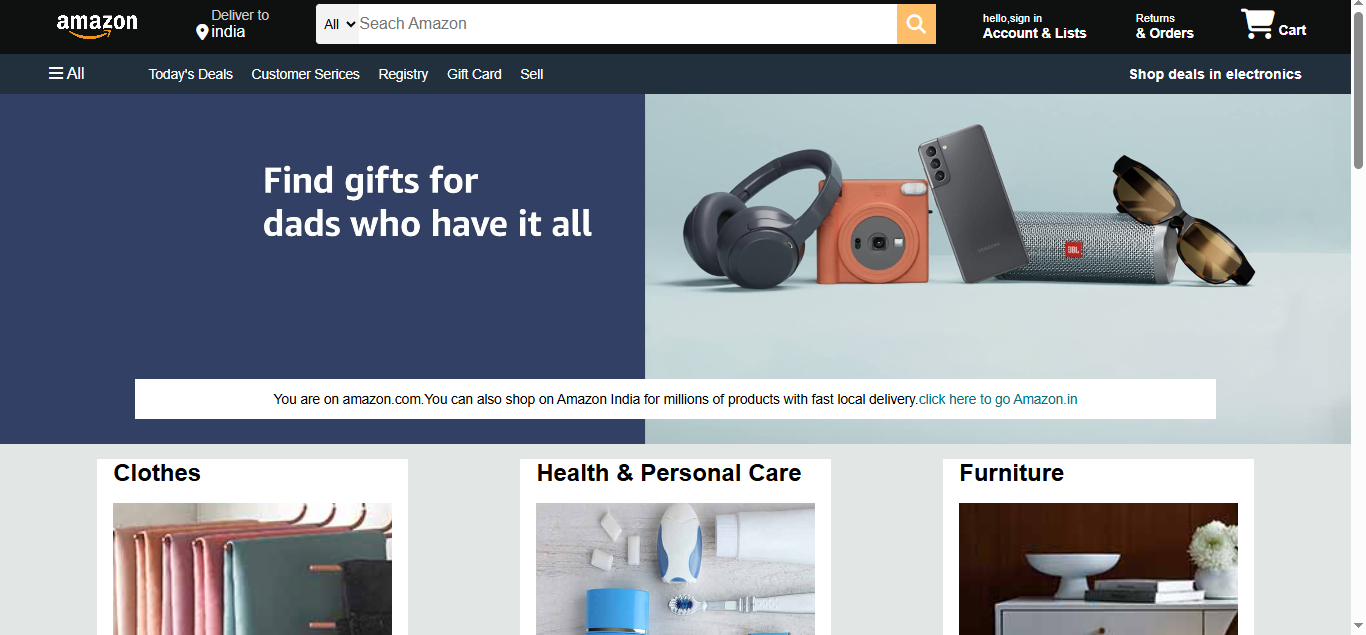 amazon
Deliver to
india
All
Seach Amazon
hello,sign in
Account & Lists
Returns
& Orders
Cart
All
Today's Deals
Customer Serices
Registry
Gift Card
Sell
Shop deals in electronics
Find gifts for
dads who have it all
SAMSUNG
JBL
You are on amazon.com.You can also shop on Amazon India for millions of products with fast local delivery.click here to go Amazon.in
Clothes
Health & Personal Care
Furniture